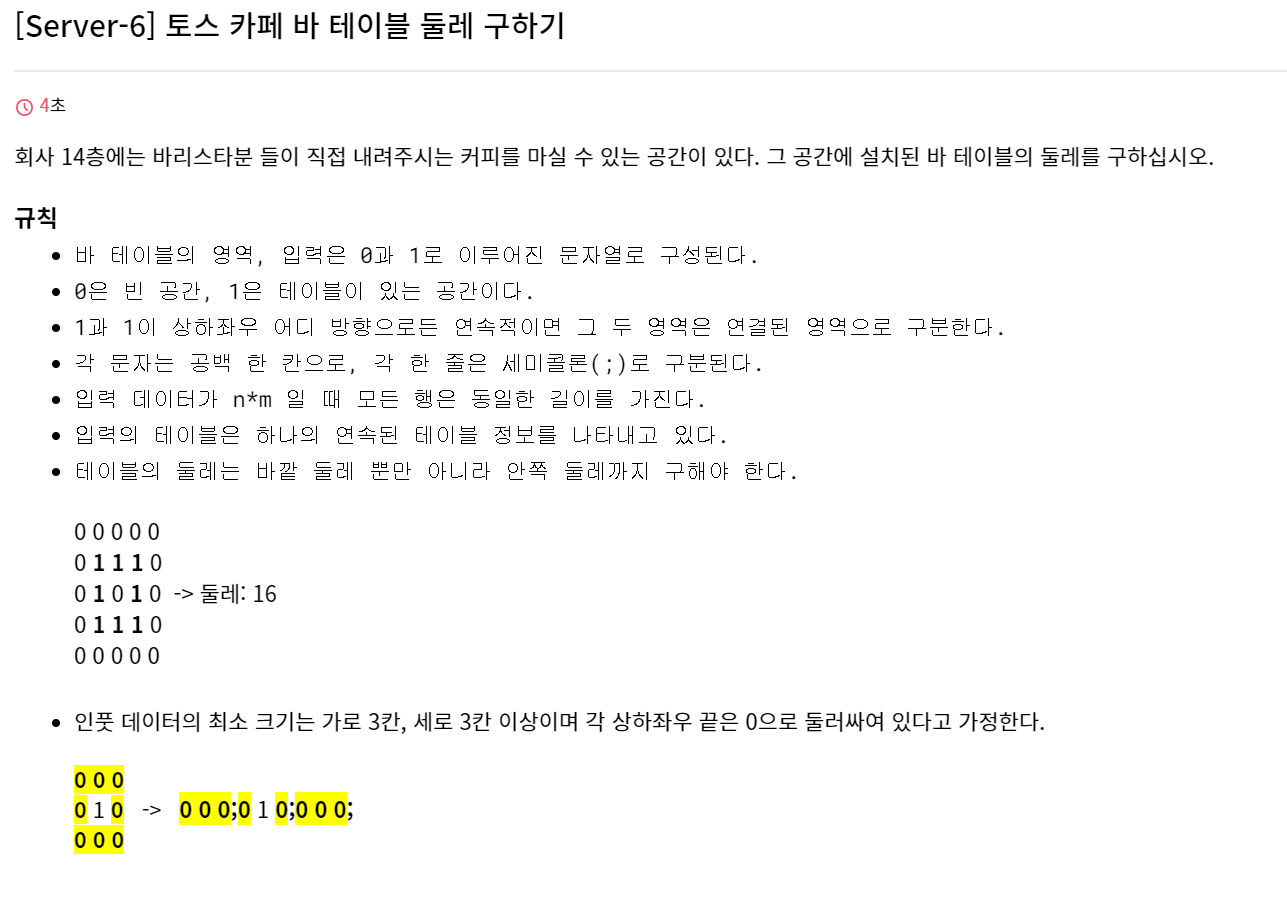 [Server-6] 토스 카페 바 테이블 둘레 구하기
4초
회사 14층에는 바리스타분 들이 직접 내려주시는 커피를 마실 수 있는 공간이 있다. 그 공간에 설치된 바 테이블의 둘레를 구하십시오.
규칙
• 바 테이블의 영역, 입력은 0과 1로 이루어진 문자열로 구성된다.
• 0은 빈 공간, 1은 테이블이 있는 공간이다.
• 1과 1이 상하좌우 어디 방향으로든 연속적이면 그 두 영역은 연결된 영역으로 구분한다.
• 각 문자는 공백 한 칸으로, 각 한 줄은 세미콜론(;)로 구분된다.
• 입력 데이터가 n*m 일 때 모든 행은 동일한 길이를 가진다.
• 입력의 테이블은 하나의 연속된 테이블 정보를 나타내고 있다.
• 테이블의 둘레는 바깥 둘레 뿐만 아니라 안쪽 둘레까지 구해야 한다.
0 0 0 0 0
0 1 1 1 0
0 1 0 1 0 -> 둘레: 16
0 1 1 1 0
0 0 0 0 0
• 인풋 데이터의 최소 크기는 가로 3칸, 세로 3칸 이상이며 각 상하좌우 끝은 0으로 둘러싸여 있다고 가정한다.
0 0 0
0 1 0 -> 0 0 0;0 1 0;0 0 0;
0 0 0